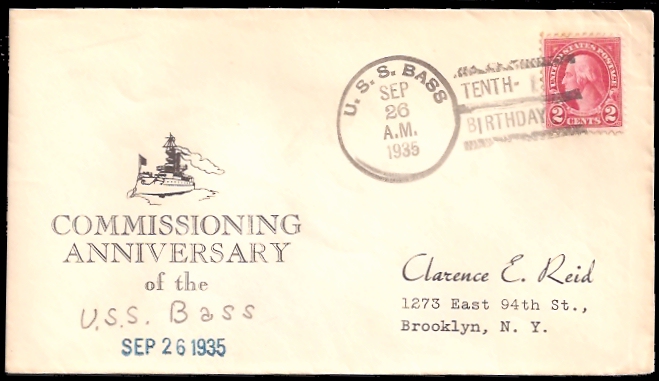 U. S. S. BASS
SEP
26
A.M.
1935
TENTH-
BIRTHDAY
UNITED STATES POSTAGE
2 CENTS 2
COMMISSIONING
ANNIVERSARY
of the
U.S.S. Bass
SEP 26 1935
Clarence E. Reid
1273 East 94th St.,
Brooklyn, N. Y.